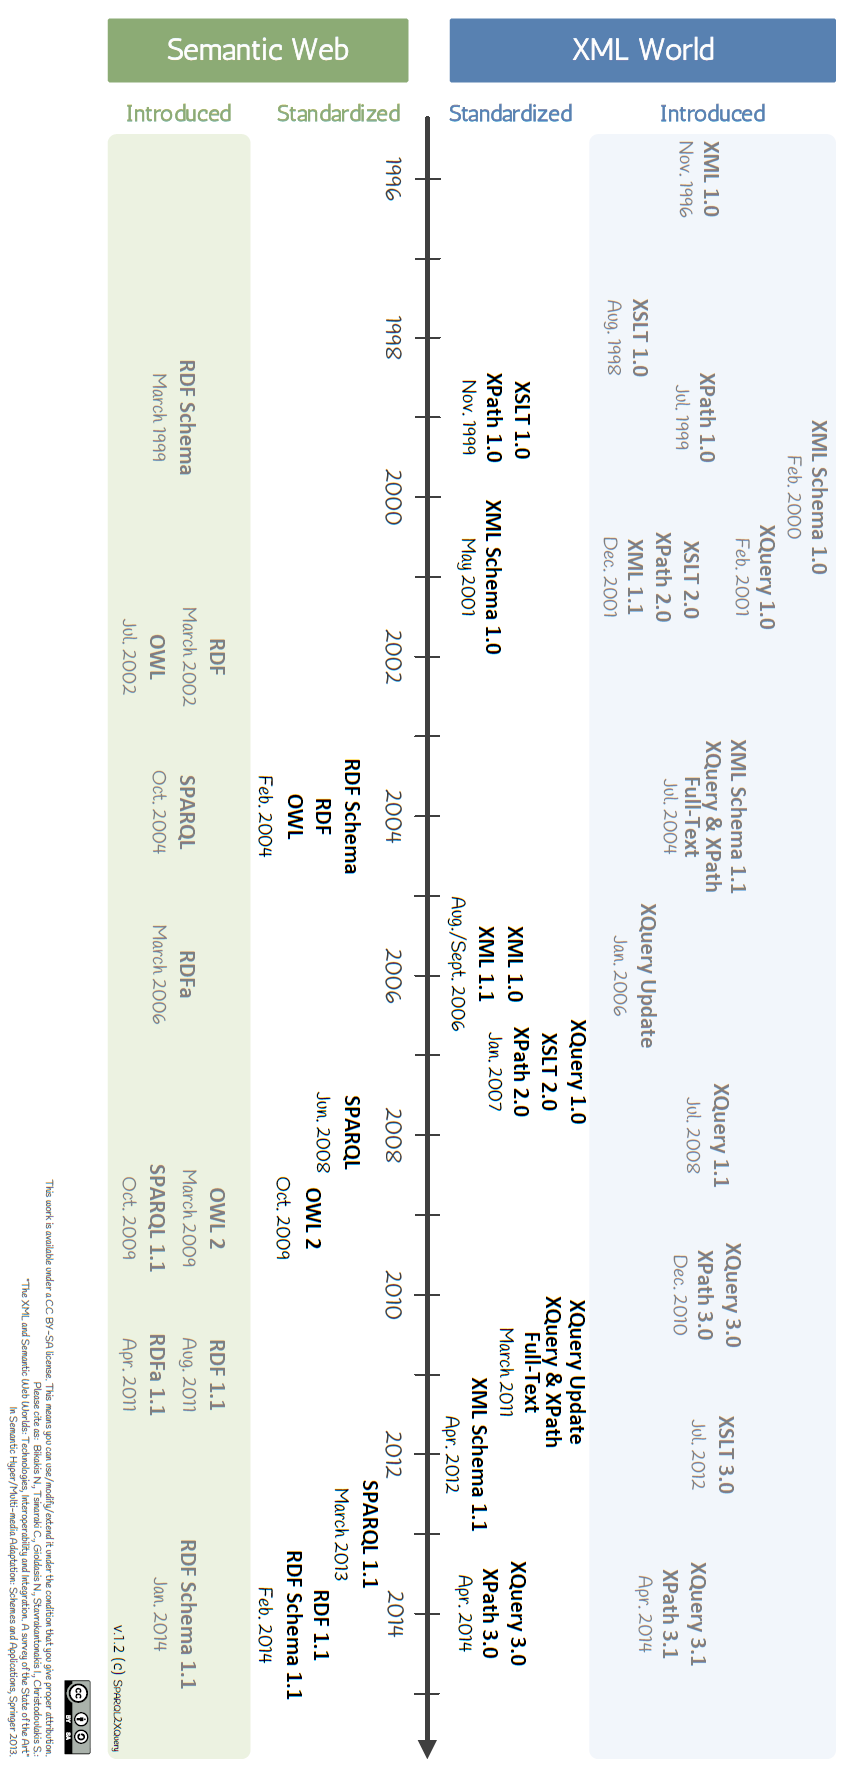 Semantic Web
XML World
Introduced
Standardized
Standardized
Introduced
1996
1998
2000
2002
2004
2006
2008
2010
2012
2014
RDF Schema
March 1999
RDF
March 2002
OWL
Jul. 2002
SPARQL
Oct. 2004
RDFa
March 2006
OWL 2
March 2009
SPARQL 1.1
Oct. 2009
RDF 1.1
Aug. 2011
RDFa 1.1
Apr. 2011
RDF Schema 1.1
Jan. 2014
RDF Schema
RDF
OWL
Feb. 2004
SPARQL
Jun. 2008
OWL 2
Oct. 2009
SPARQL 1.1
March 2013
RDF 1.1
RDF Schema 1.1
Feb. 2014
XSLT 1.0
XPath 1.0
Nov. 1999
XML Schema 1.0
May 2001
XML 1.0
XML 1.1
Aug./Sept. 2006
XQuery 1.0
XSLT 2.0
XPath 2.0
Jan. 2007
XQuery Update
XQuery & XPath
Full-Text
March 2011
XML Schema 1.1
Apr. 2012
XQuery 3.0
XPath 3.0
Apr. 2014
XML 1.0
Nov. 1996
XSLT 1.0
Aug. 1998
XPath 1.0
Jul. 1999
XML Schema 1.0
Feb. 2000
XQuery 1.0
Feb. 2001
XSLT 2.0
XPath 2.0
XML 1.1
Dec. 2001
XML Schema 1.1
XQuery & XPath
Full-Text
Jul. 2004
XQuery Update
Jan. 2006
XQuery 1.1
Jul. 2008
XQuery 3.0
XPath 3.0
Dec. 2010
XSLT 3.0
Jul. 2012
XQuery 3.1
XPath 3.1
Apr. 2014
v.1.2 (c) SPARQL2XQuery
cc
BY SA
This work is available under a CC BY-SA license. This means you can use/modify/extend it under the condition that you give proper attribution.
Please cite as: Bikakis N., Tsinaraki C., Gioldasis N., Stavrakantonakis I., Christodoulakis S.:
"The XML and Semantic Web Worlds: Technologies, Interoperability and Integration. A survey of the State of the Art"
In Semantic Hyper/Multi-media Adaptation: Schemes and Applications, Springer 2013.